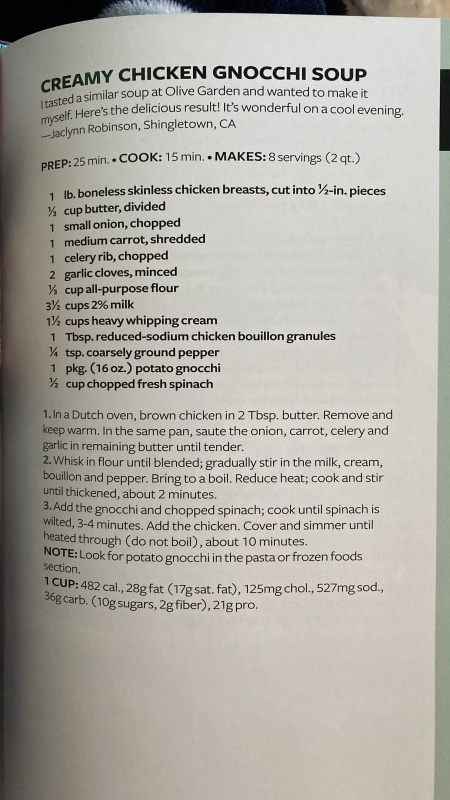 CREAMY CHICKEN GNOCCHI SOUP
I tasted a similar soup at Olive Garden and wanted to make it
myself. Here's the delicious result! It's wonderful on a cool evening.
—Jaclynn Robinson, Shingletown, CA
PREP: 25 min. • COOK: 15 min. • MAKES: 8 servings (2 qt.)
1 lb. boneless skinless chicken breasts, cut into ½-in. pieces
⅓ cup butter, divided
1 small onion, chopped
1 medium carrot, shredded
1 celery rib, chopped
2 garlic cloves, minced
⅓ cup all-purpose flour
3½ cups 2% milk
1½ cups heavy whipping cream
1 Tbsp. reduced-sodium chicken bouillon granules
¼ tsp. coarsely ground pepper
1 pkg. (16 oz.) potato gnocchi
½ cup chopped fresh spinach
1. In a Dutch oven, brown chicken in 2 Tbsp. butter. Remove and
keep warm. In the same pan, saute the onion, carrot, celery and
garlic in remaining butter until tender.
2. Whisk in flour until blended; gradually stir in the milk, cream,
bouillon and pepper. Bring to a boil. Reduce heat; cook and stir
until thickened, about 2 minutes.
3. Add the gnocchi and chopped spinach; cook until spinach is
wilted, 3-4 minutes. Add the chicken. Cover and simmer until
heated through (do not boil), about 10 minutes.
NOTE: Look for potato gnocchi in the pasta or frozen foods
section.
1 CUP: 482 cal., 28g fat (17g sat. fat), 125mg chol., 527mg sod.,
36g carb. (10g sugars, 2g fiber), 21g pro.